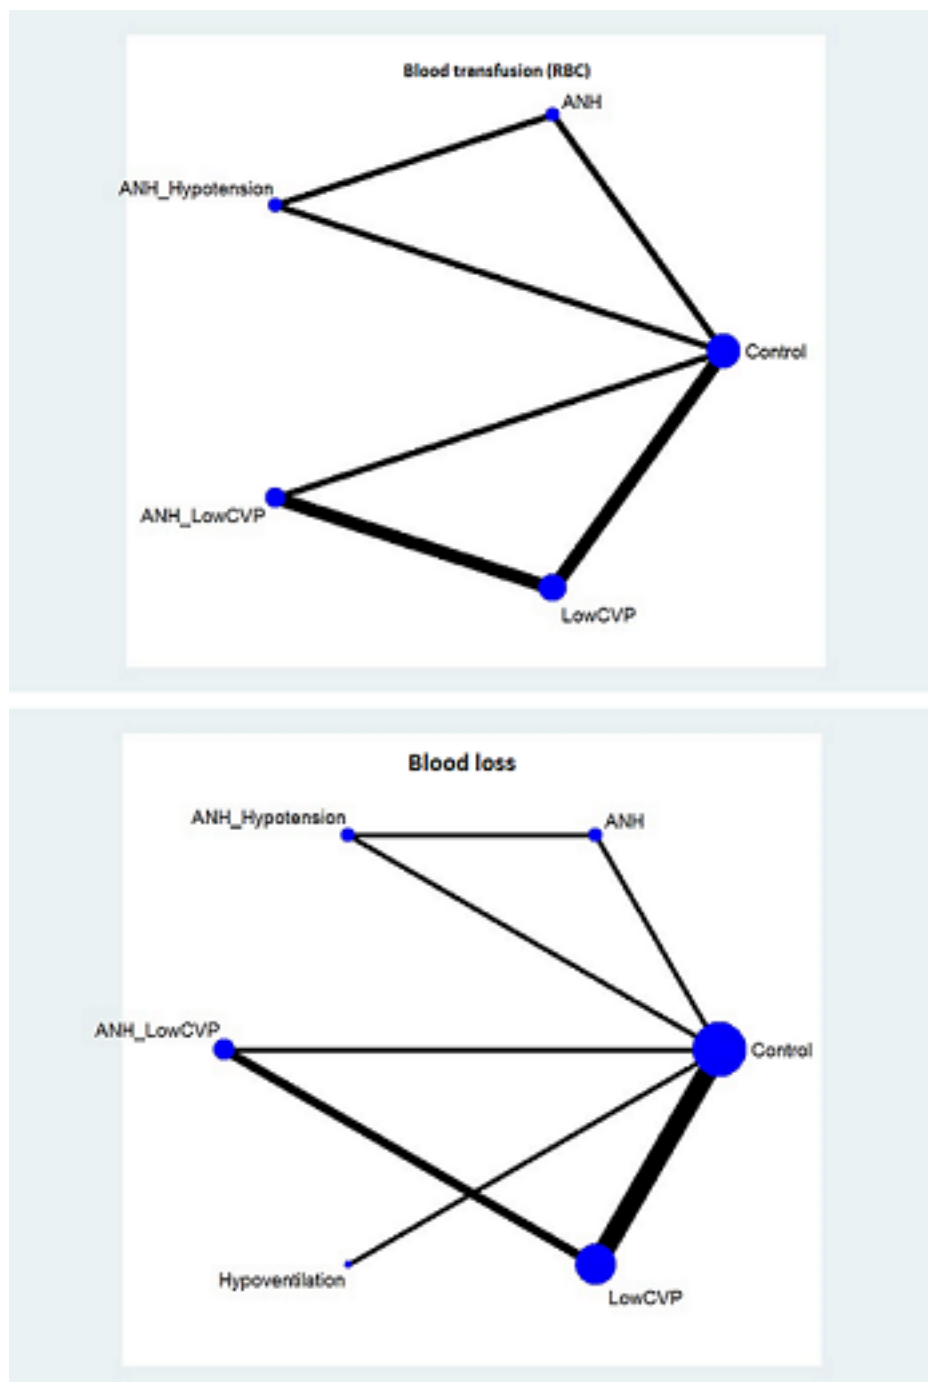 Blood transfusion (RBC)
ANH
ANH_Hypotension
Control
ANH_LowCVP
LowCVP
Blood loss
ANH_Hypotension
ANH
ANH_LowCVP
Control
Hypoventilation
LowCVP